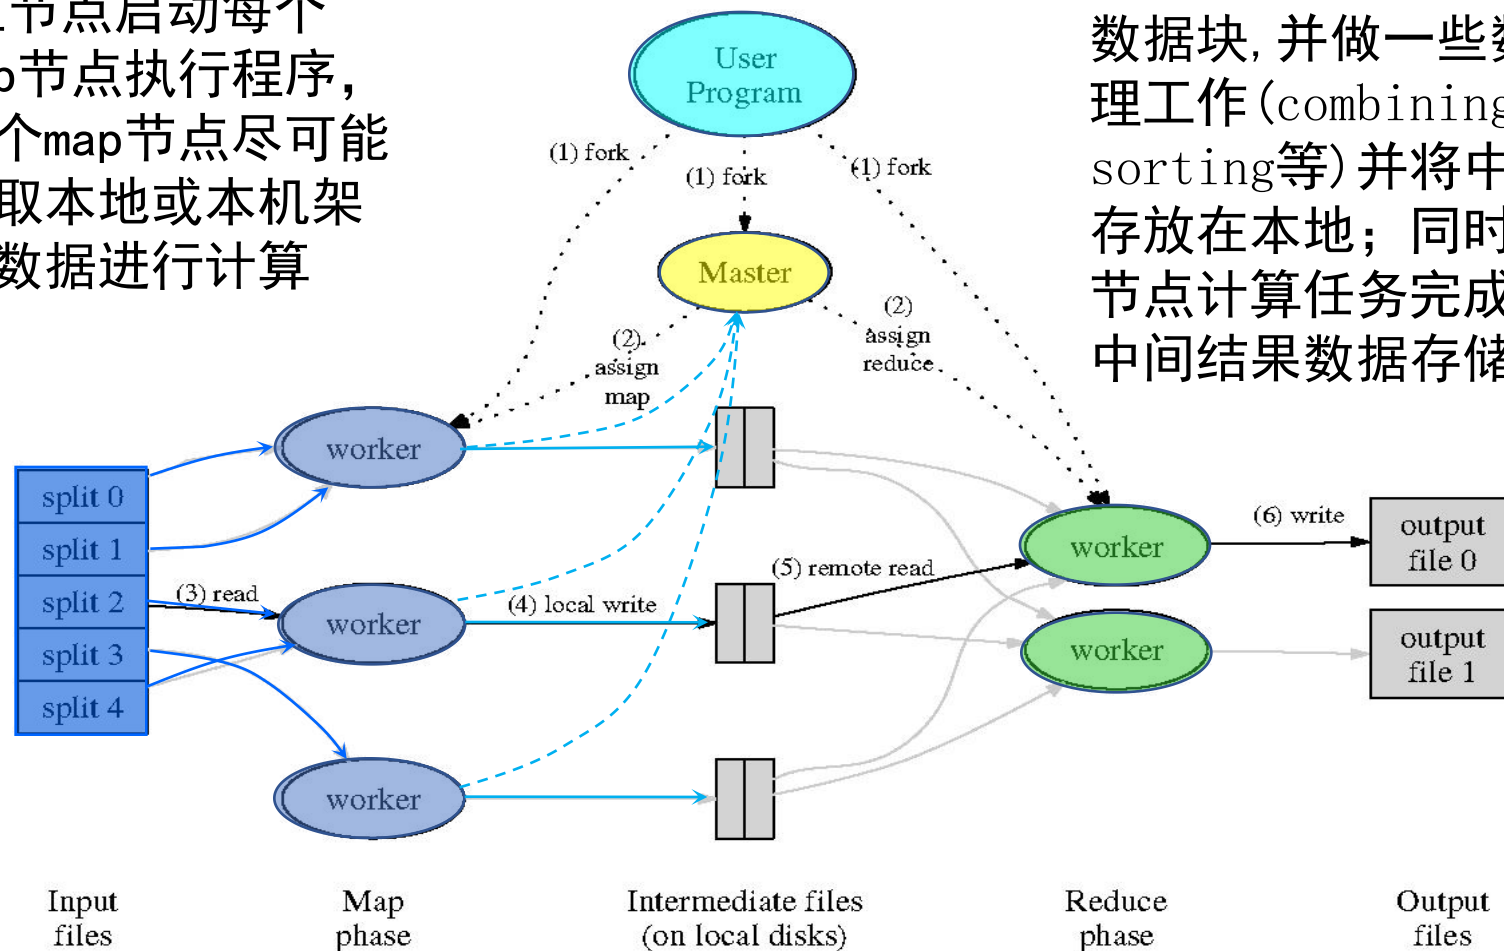 节点启动每个
节点执行程序,
个map节点尽可能
取本地或本机架
数据进行计算
数据块,并做一些数
理工作(combining
sorting等)并将中
存放在本地；同时
节点计算任务完成
中间结果数据存储
User
Program
(1) fork
(1) fork
(1) fork
Master
(2)
assign
map
(2)
assign
reduce
worker
split 0
split 1
split 2
split 3
split 4
(3) read
worker
(4) local write
worker
(5) remote read
worker
worker
(6) write
output
file 0
output
file 1
Input
files
Map
phase
Intermediate files
(on local disks)
Reduce
phase
Output
files